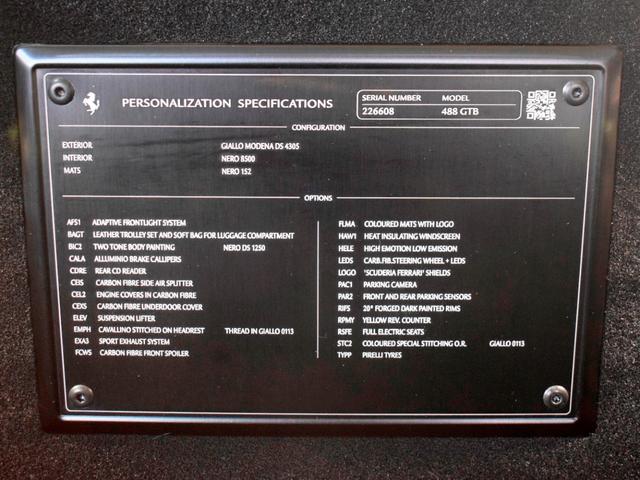 PERSONALIZATION SPECIFICATIONS
SERIAL NUMBER MODEL
226608 488 GTB
CONFIGURATION
EXTERIOR GIALLO MODENA DS 4305
INTERIOR NERO 8500
MATS NERO 152
OPTIONS
AFS1 ADAPTIVE FRONTLIGHT SYSTEM
BAGT LEATHER TROLLEY SET AND SOFT BAG FOR LUGGAGE COMPARTMENT
BIC2 TWO TONE BODY PAINTING NERO DS 1250
CALA ALLUMINIO BRAKE CALLIPERS
CDRE REAR CD READER
CEIS CARBON FIBRE SIDE AIR SPLITTER
CEL2 ENGINE COVERS IN CARBON FIBRE
CEXS CARBON FIBRE UNDERDOOR COVER
ELEV SUSPENSION LIFTER
EMPH CAVALLINO STITCHED ON HEADREST THREAD IN GIALLO 0113
EXA3 SPORT EXHAUST SYSTEM
FCWS CARBON FIBRE FRONT SPOILER
FLMA COLOURED MATS WITH LOGO
HAW1 HEAT INSULATING WINDSCREEN
HELE HIGH EMOTION LOW EMISSION
LEDS CARB.FIB.STEERING WHEEL + LEDS
LOGO 'SCUDERIA FERRARI' SHIELDS
PAC1 PARKING CAMERA
PAR2 FRONT AND REAR PARKING SENSORS
RIFS 20" FORGED DARK PAINTED RIMS
RPMY YELLOW REV. COUNTER
RSFE FULL ELECTRIC SEATS
STC2 COLOURED SPECIAL STITCHING O.R. GIALLO 0113
TYPP PIRELLI TYRES